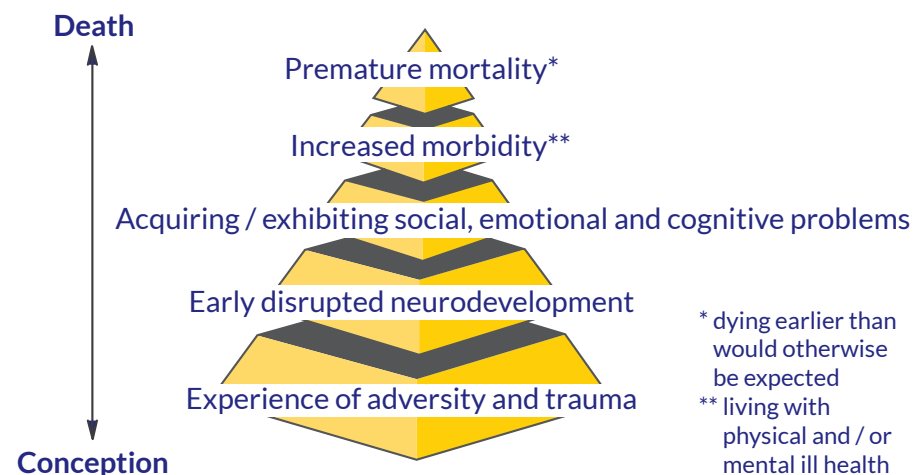 Death
Premature mortality*
Increased morbidity**
Acquiring / exhibiting social, emotional and cognitive problems
Early disrupted neurodevelopment
Experience of adversity and trauma
Conception
* dying earlier than
would otherwise
be expected
** living with
physical and / or
mental ill health